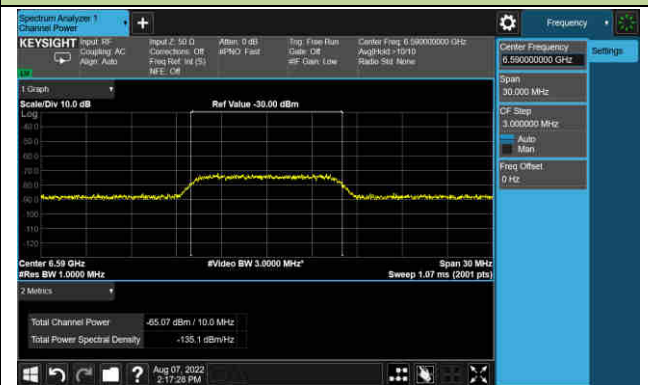 Spectrum Analyzer 1
Channel Power
+
Frequency
KEYSIGHT
Input: RF
Coupling: AC
Align: Auto
Input Z: 50 Ω
Corrections: Off
Freq Ref: Int (S)
NFE: Off
Atten: 0 dB
#PNO: Fast
Trig: Free Run
Gate: Off
#IF Gain: Low
Center Freq: 6.590000000 GHz
Avg|Hold:>10/10
Radio Std: None
Center Frequency
6.590000000 GHz
Settings
Span
30.000 MHz
CF Step
3.000000 MHz
Auto
Man
Freq Offset
0 Hz
1 Graph
Scale/Div 10.0 dB
Ref Value -30.00 dBm
Log
-40.0
-50.0
-60.0
-70.0
-80.0
-90.0
-100
-110
-120
Center 6.59 GHz
#Video BW 3.0000 MHz*
Span 30 MHz
#Res BW 1.0000 MHz
Sweep 1.07 ms (2001 pts)
2 Metrics
Total Channel Power
-65.07 dBm / 10.0 MHz
Total Power Spectral Density
-135.1 dBm/Hz
?
Aug 07, 2022
2:17:28 PM